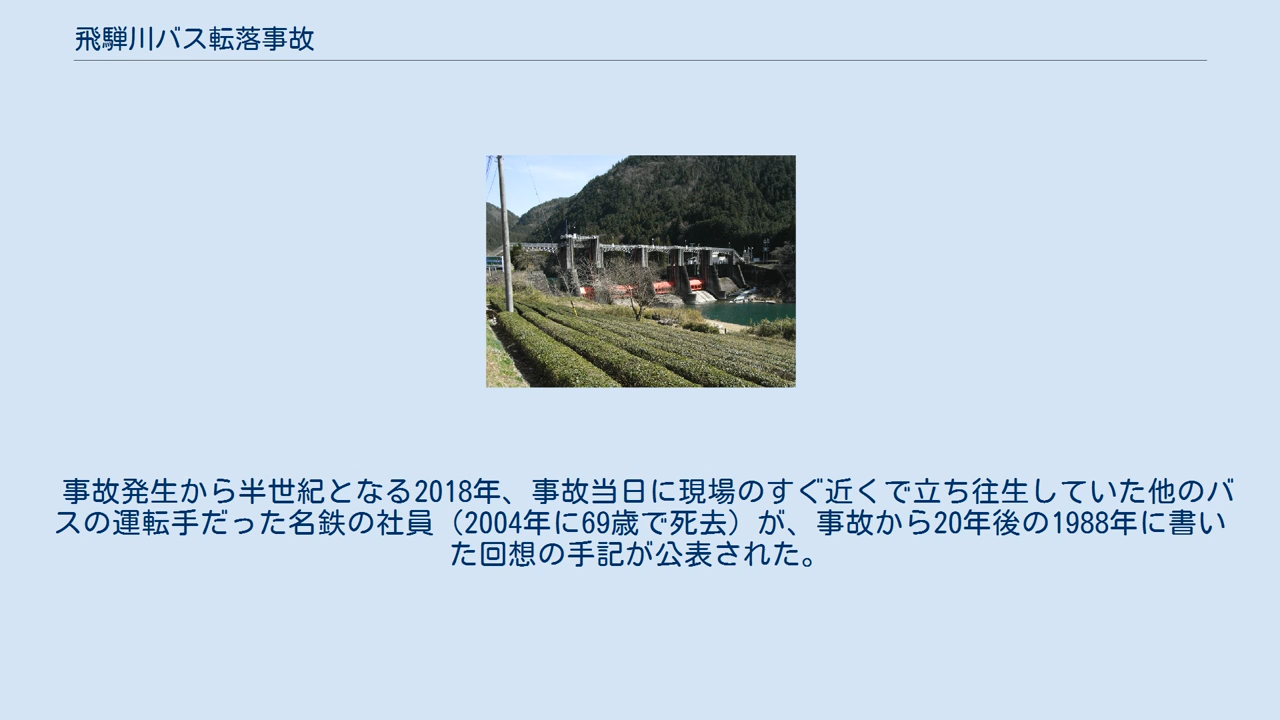 飛騨川バス転落事故
事故発生から半世紀となる2018年、事故当日に現場のすぐ近くで立ち往生していた他のバ
スの運転手だった名鉄の社員（2004年に69歳で死去）が、事故から20年後の1988年に書い
た回想の手記が公表された。